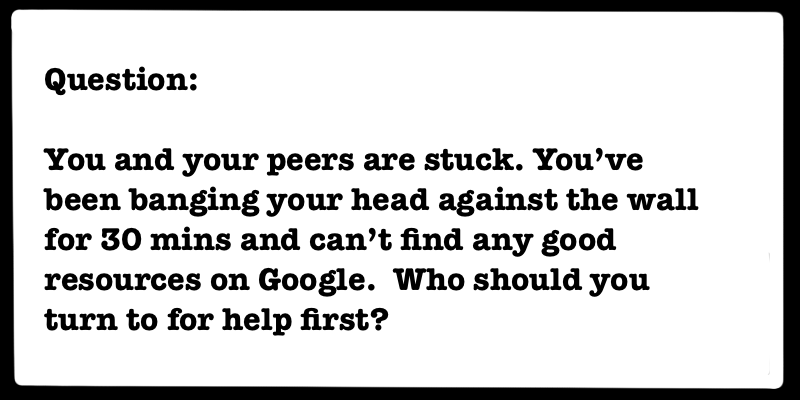 Question:
You and your peers are stuck. You’ve
been banging your head against the wall
for 30 mins and can’t find any good
resources on Google.  Who should you
turn to for help first?